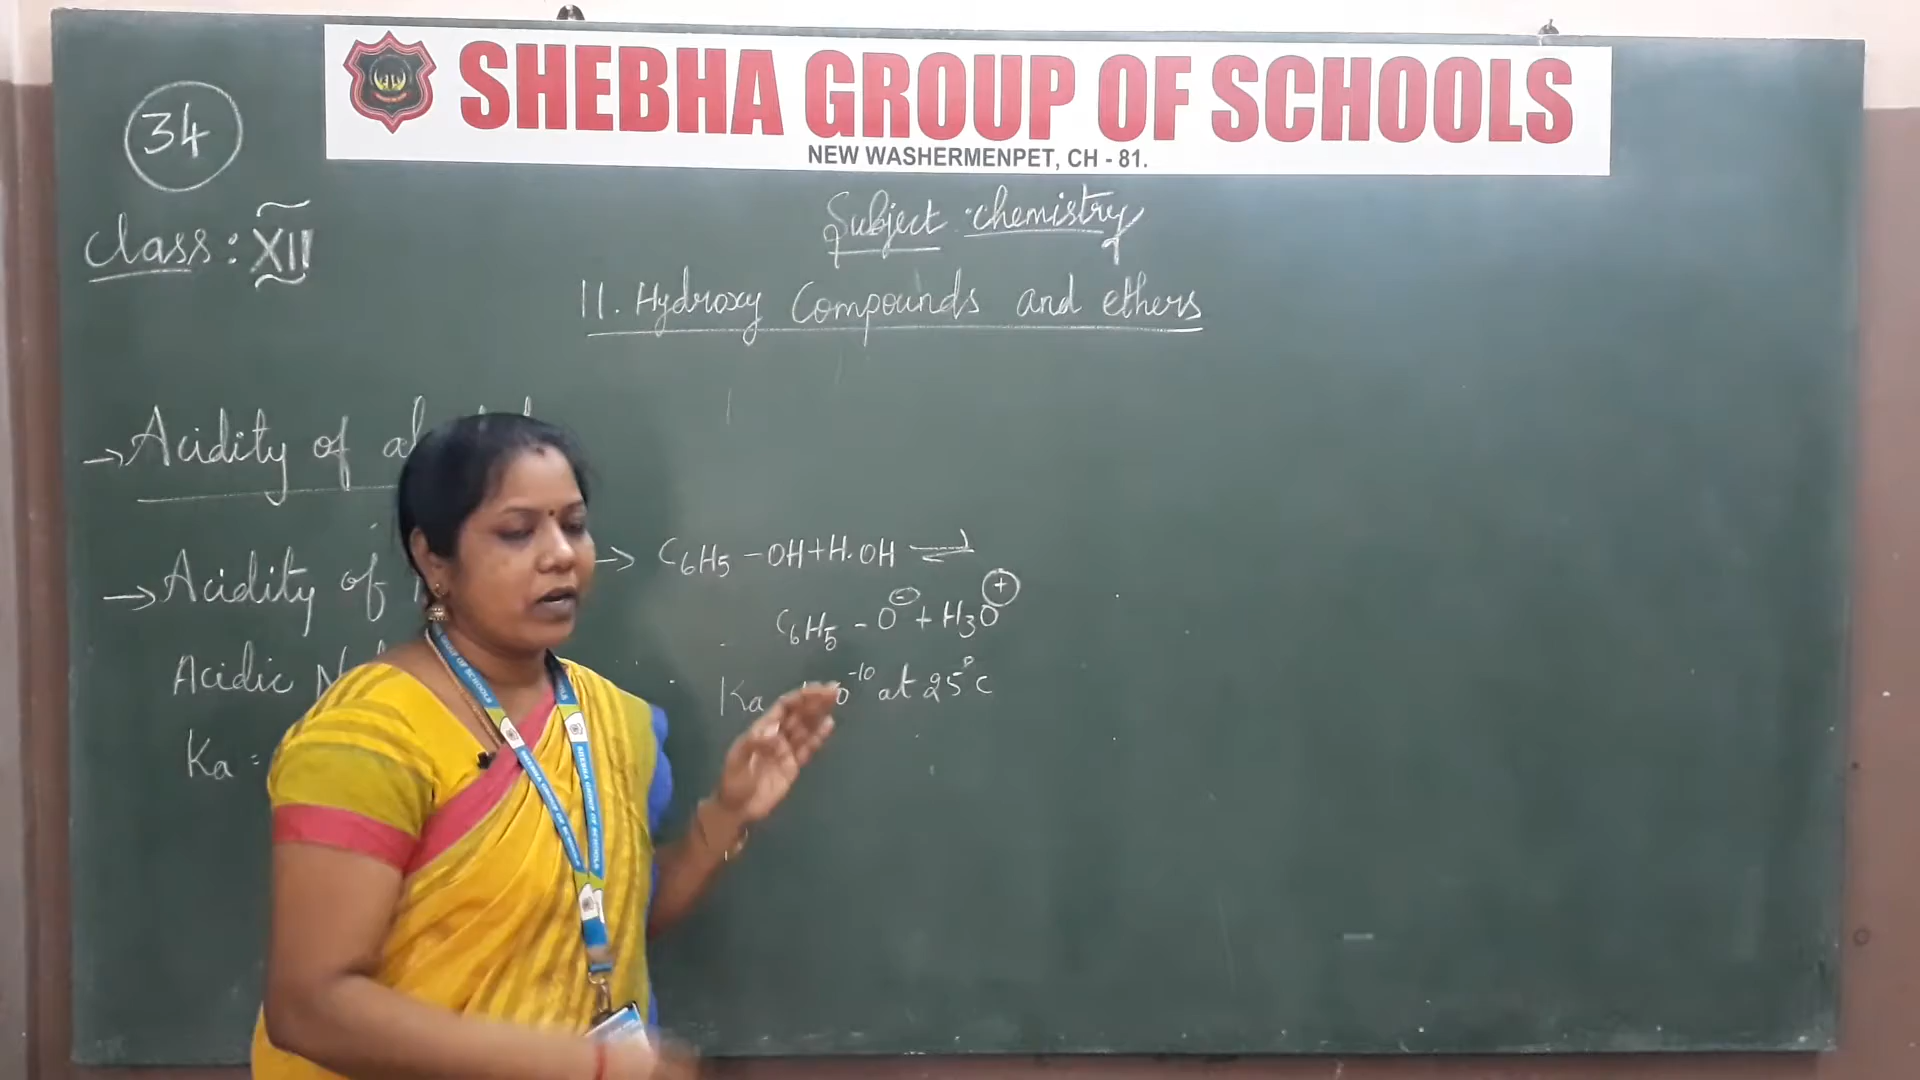 SHEBHA GROUP OF SCHOOLS
NEW WASHERMENPET, CH - 81.
34
Class: XII
Subject : chemistry
11. Hydroxy Compounds and ethers
→ Acidity of
→ Acidity of
→ C6H5 - OH + H.OH ⇌
C6H5 - O⊖ + H3O⊕
Acidic
Ka
-10 at 25°C
Ka =